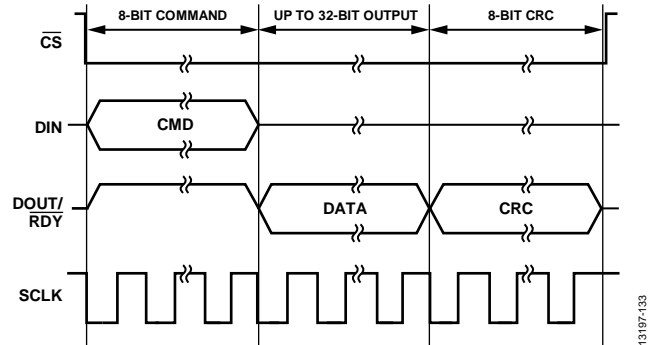 8-BIT COMMAND
UP TO 32-BIT OUTPUT
8-BIT CRC
CS
DIN
CMD
DOUT/
RDY
DATA
CRC
SCLK
13197-133